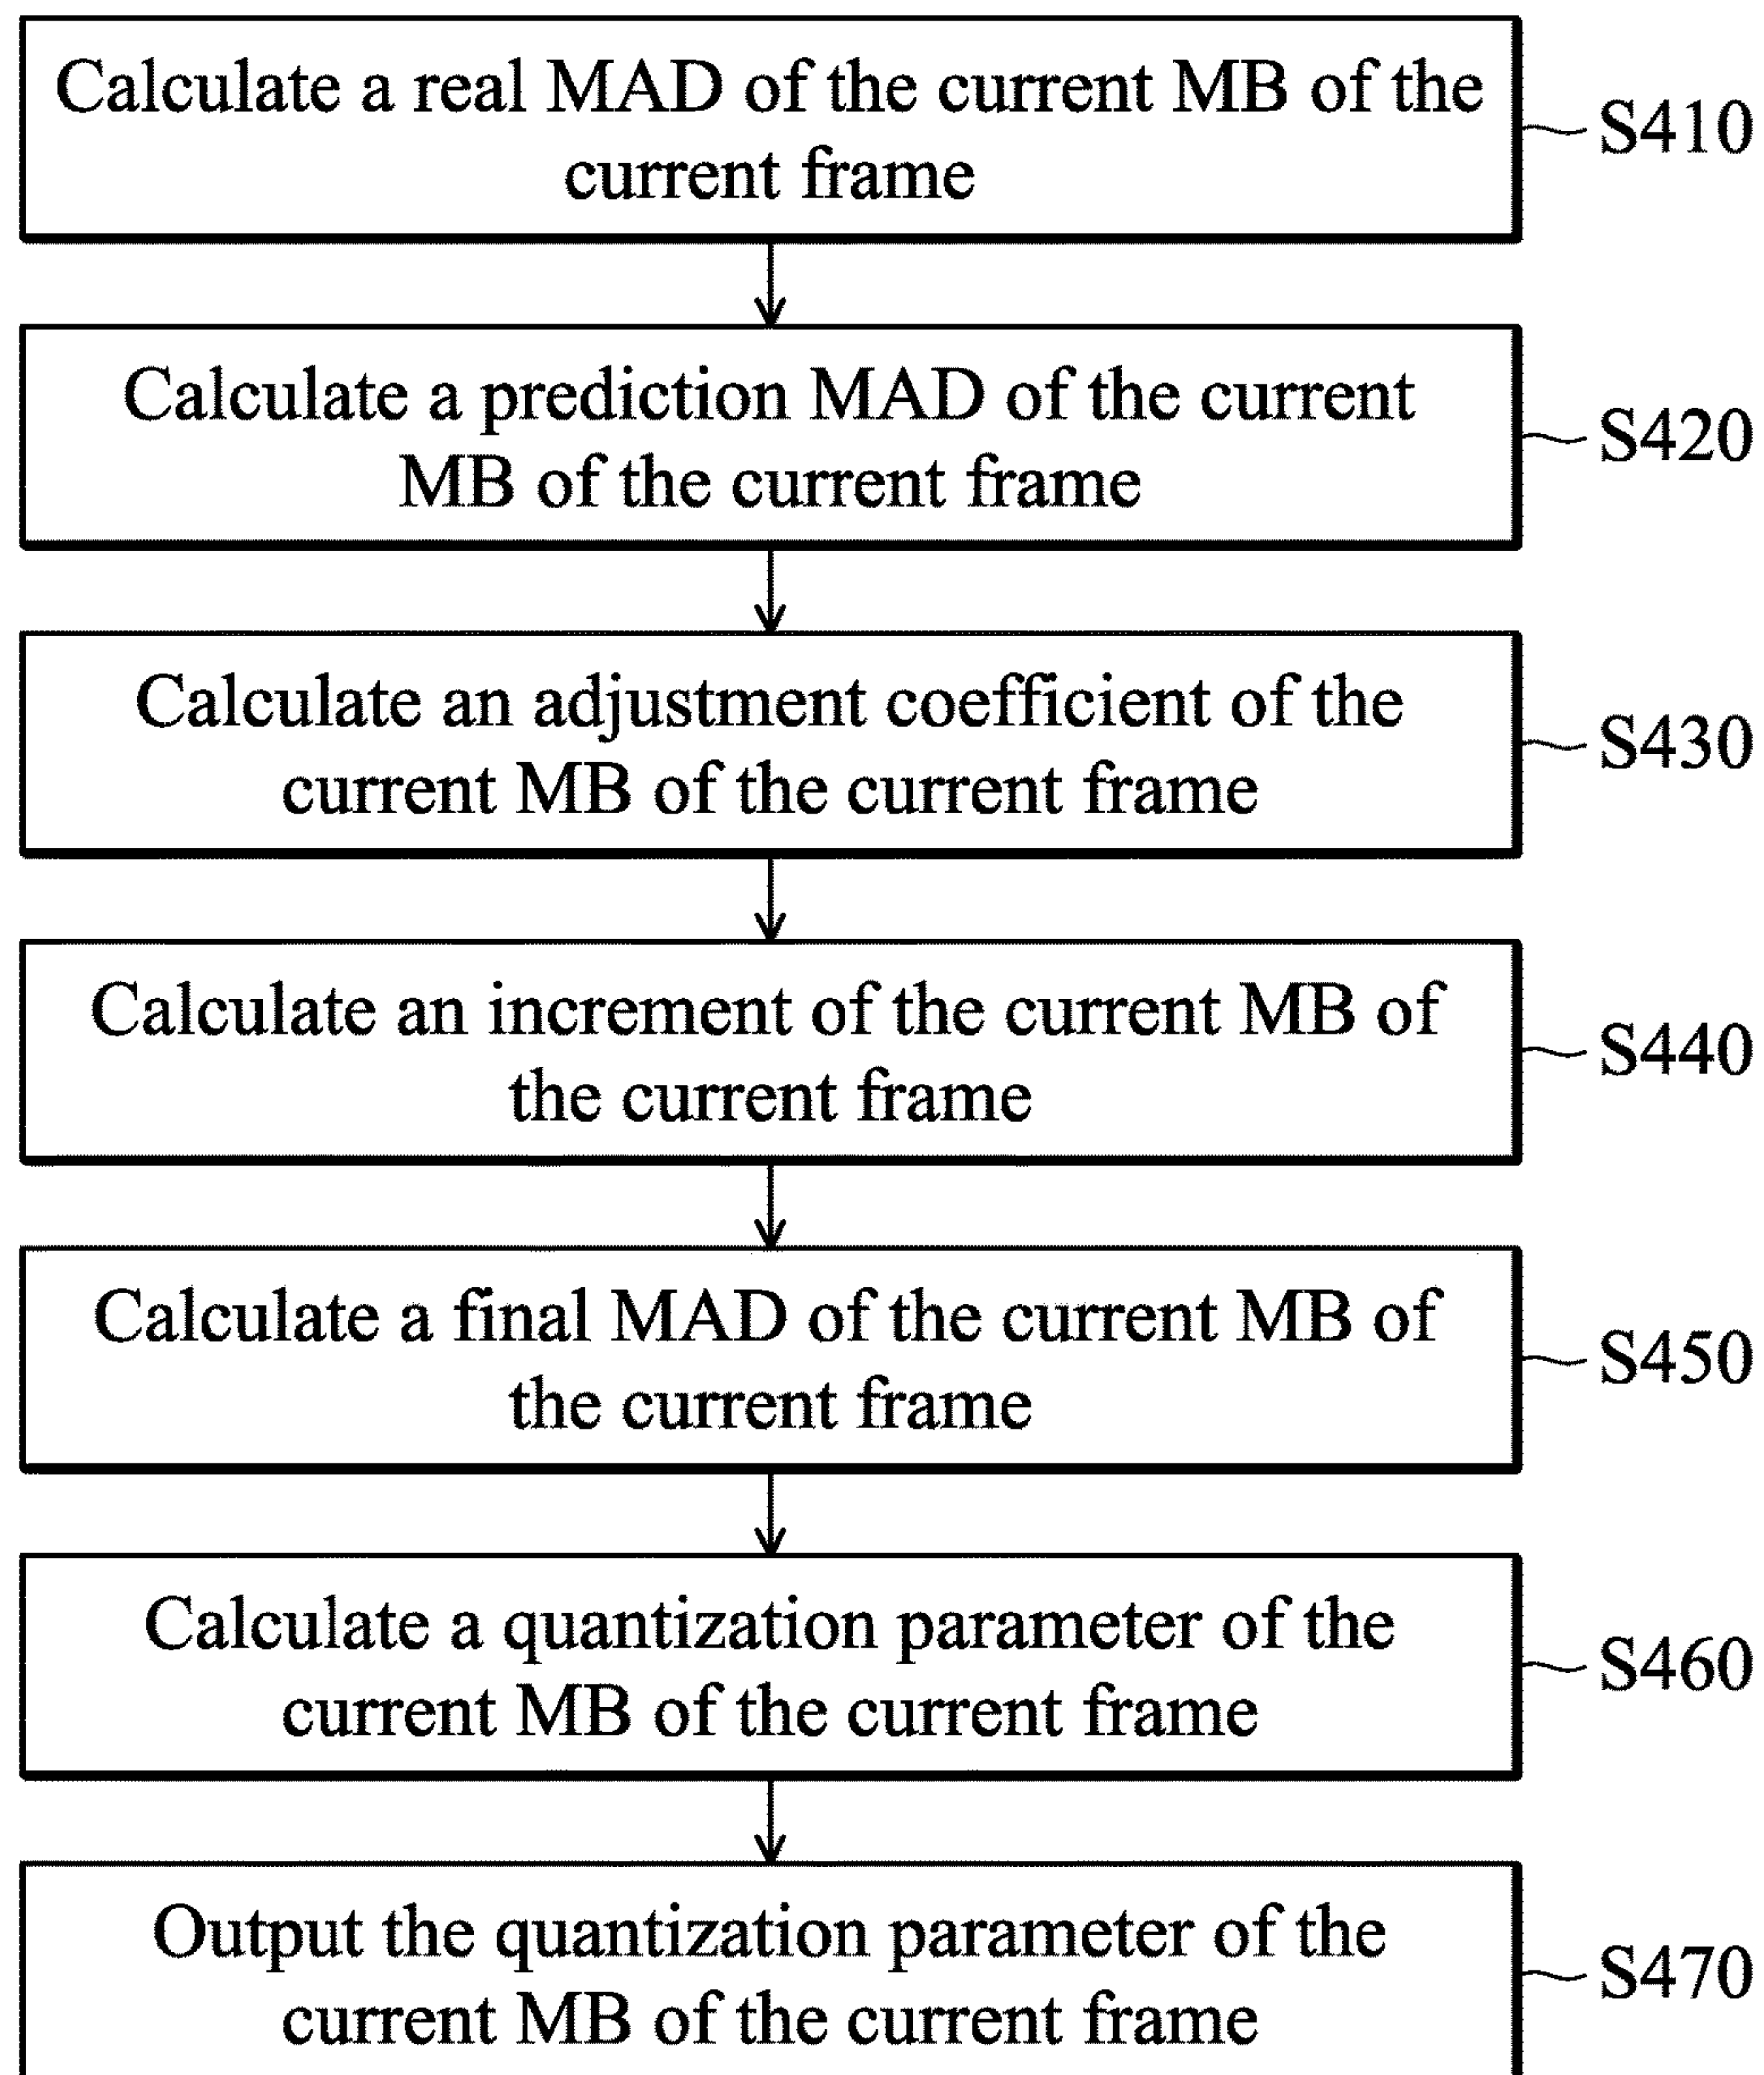 Calculate a real MAD of the current MB of the
current frame
S410
Calculate a prediction MAD of the current
MB of the current frame
S420
Calculate an adjustment coefficient of the
current MB of the current frame
S430
Calculate an increment of the current MB of
the current frame
S440
Calculate a final MAD of the current MB of
the current frame
S450
Calculate a quantization parameter of the
current MB of the current frame
S460
Output the quantization parameter of the
current MB of the current frame
S470